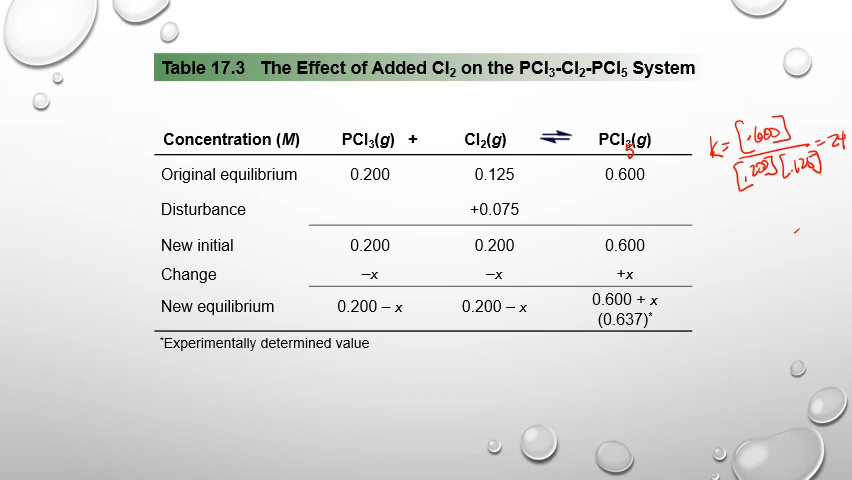 Table 17.3 The Effect of Added Cl₂ on the PCl₃-Cl₂-PCl₅ System
Concentration (M) PCl₃(g) + Cl₂(g) ⇌ PCl₃(g)
5
Original equilibrium 0.200 0.125 0.600
Disturbance +0.075
New initial 0.200 0.200 0.600
Change –x –x +x
New equilibrium 0.200 – x 0.200 – x 0.600 + x
(0.637)*
*Experimentally determined value
K = [.600] = 24
[.200][.125]